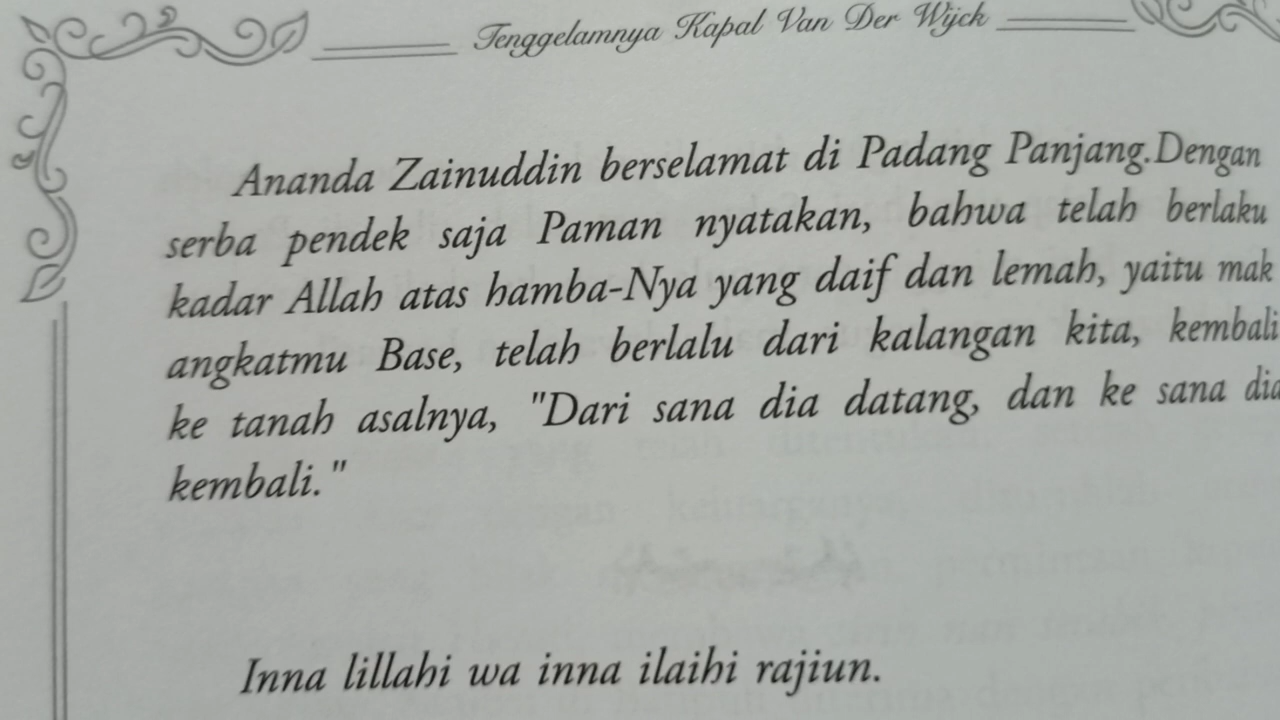 Tenggelamnya Kapal Van Der Wijck
Ananda Zainuddin berselamat di Padang Panjang.Dengan
serba pendek saja Paman nyatakan, bahwa telah berlaku
kadar Allah atas hamba-Nya yang daif dan lemah, yaitu mak
angkatmu Base, telah berlalu dari kalangan kita, kembali
ke tanah asalnya, "Dari sana dia datang, dan ke sana dia
kembali."
Inna lillahi wa inna ilaihi rajiun.